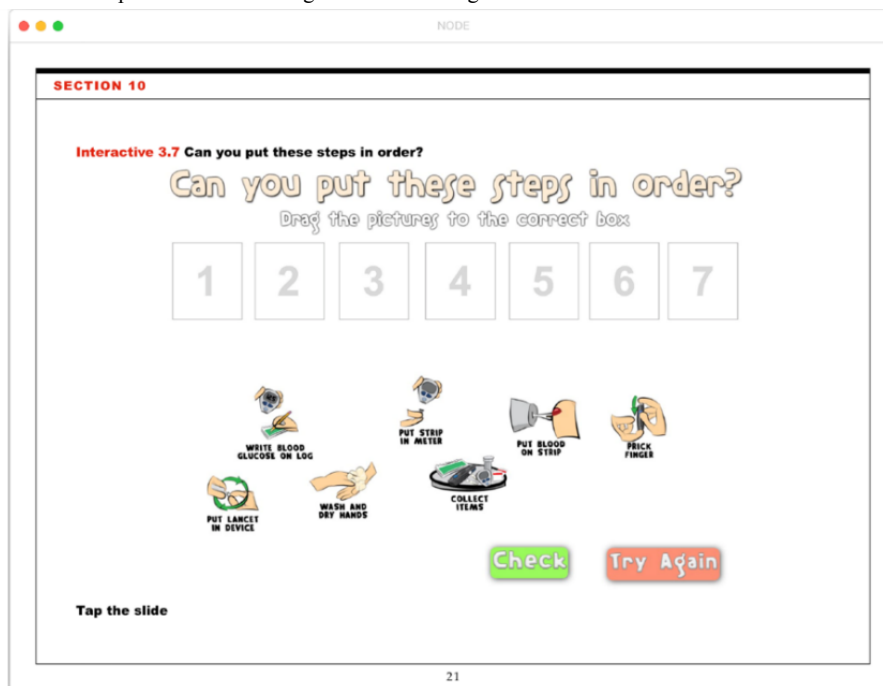 NODE
SECTION 10
Interactive 3.7 Can you put these steps in order?
Can you put these steps in order?
Drag the pictures to the correct box
1 2 3 4 5 6 7
WRITE BLOOD
GLUCOSE ON LOG
PUT STRIP
IN METER
PUT BLOOD
ON STRIP
PRICK
FINGER
PUT LANCET
IN DEVICE
WASH AND
DRY HANDS
COLLECT
ITEMS
Check
Try Again
Tap the slide
21